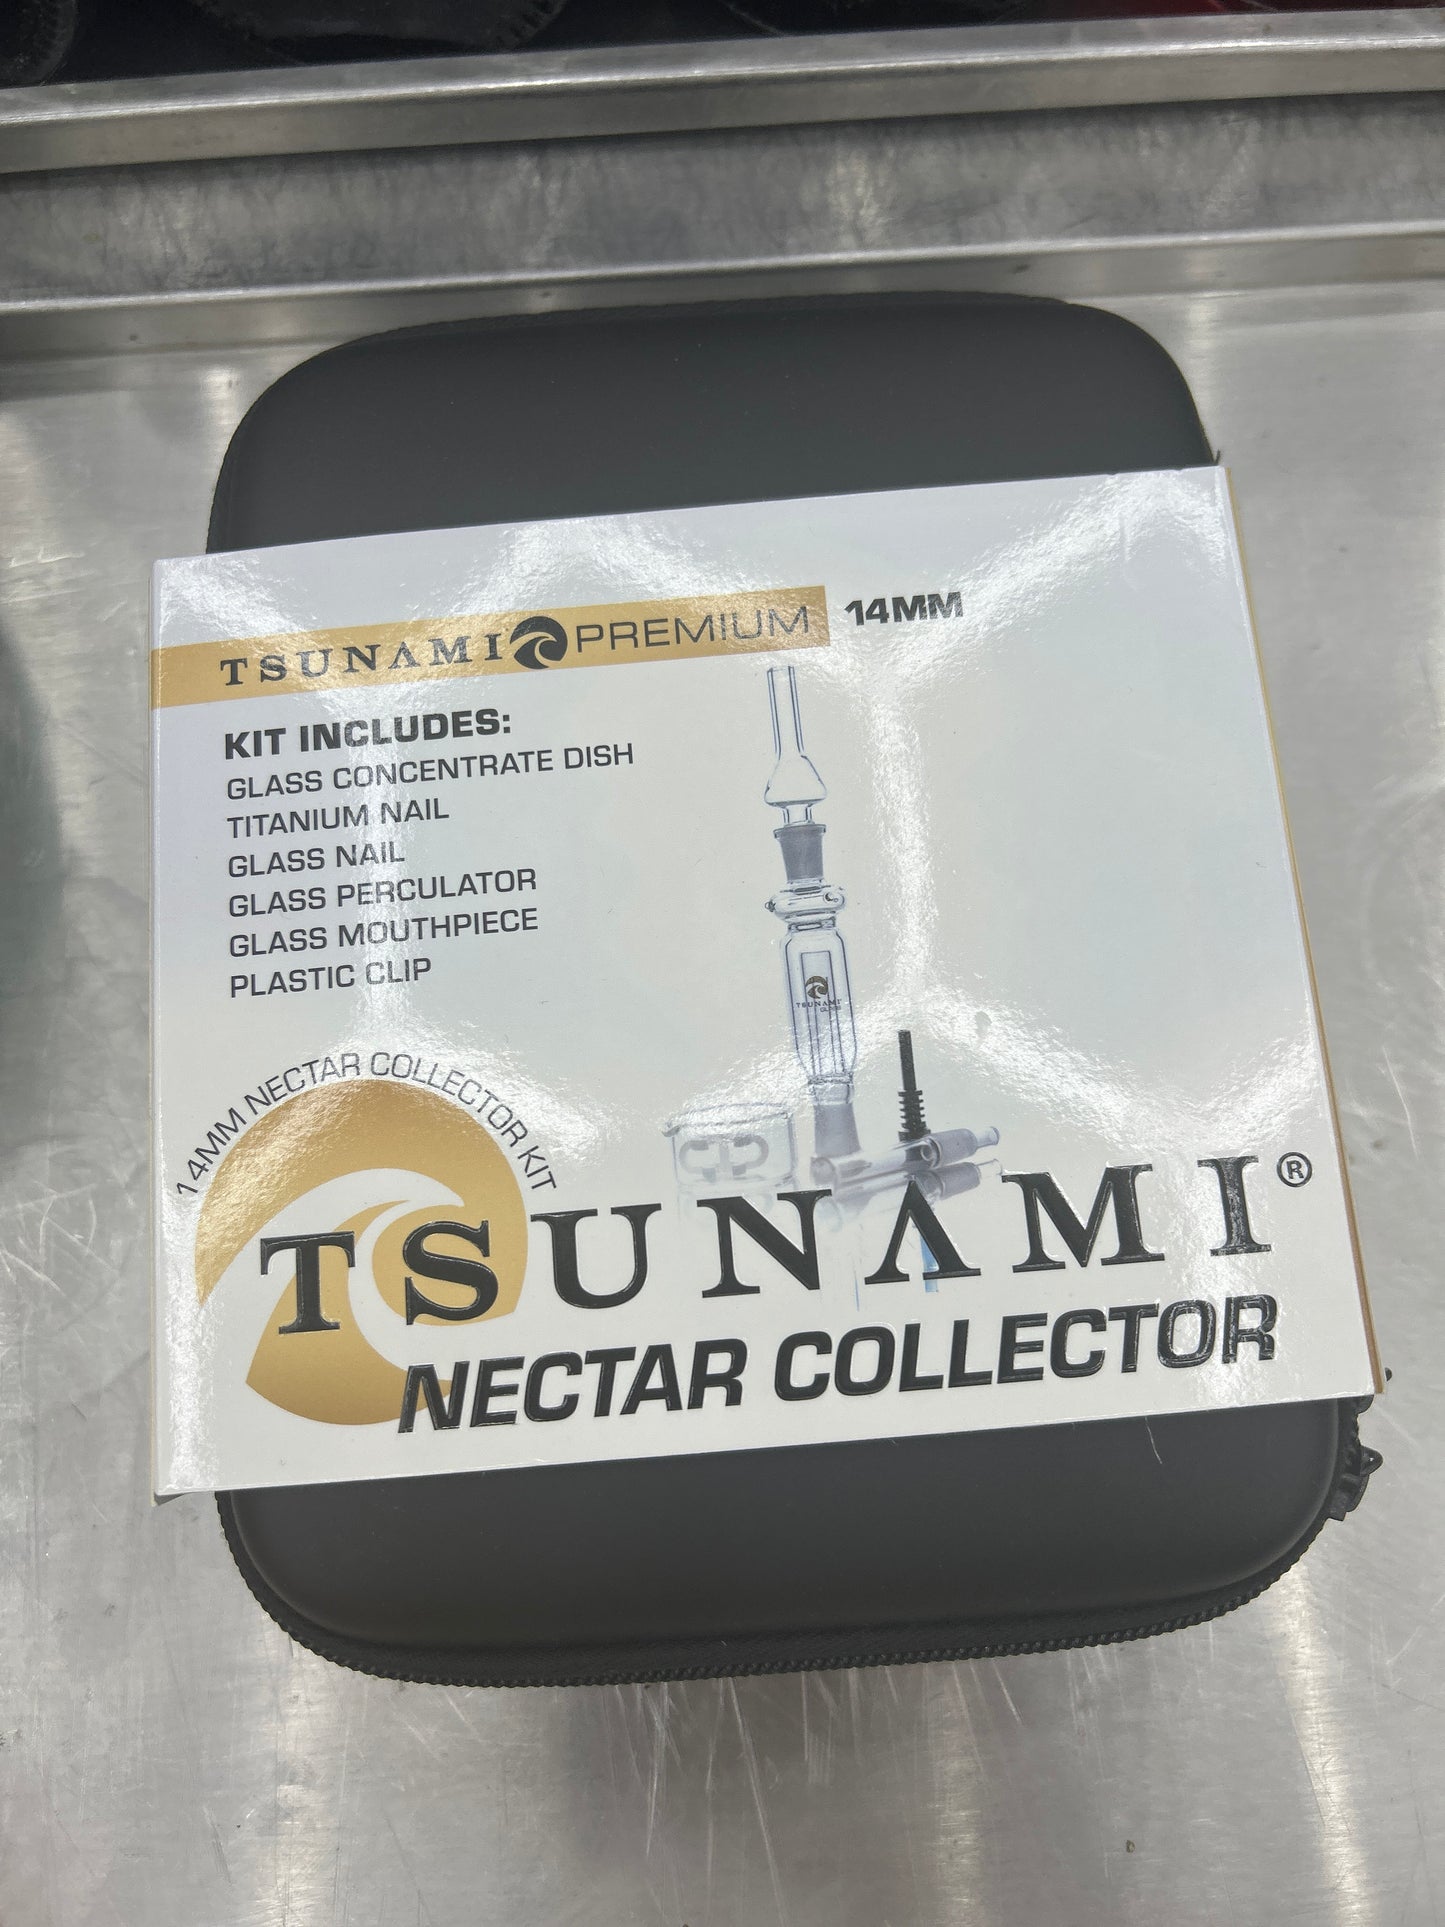 TSUNAMI PREMIUM 14MM
KIT INCLUDES:
GLASS CONCENTRATE DISH
TITANIUM NAIL
GLASS NAIL
GLASS PERCULATOR
GLASS MOUTHPIECE
PLASTIC CLIP
TSUNAMI
GLASS
14MM NECTAR COLLECTOR KIT
TSUNAMI®
NECTAR COLLECTOR